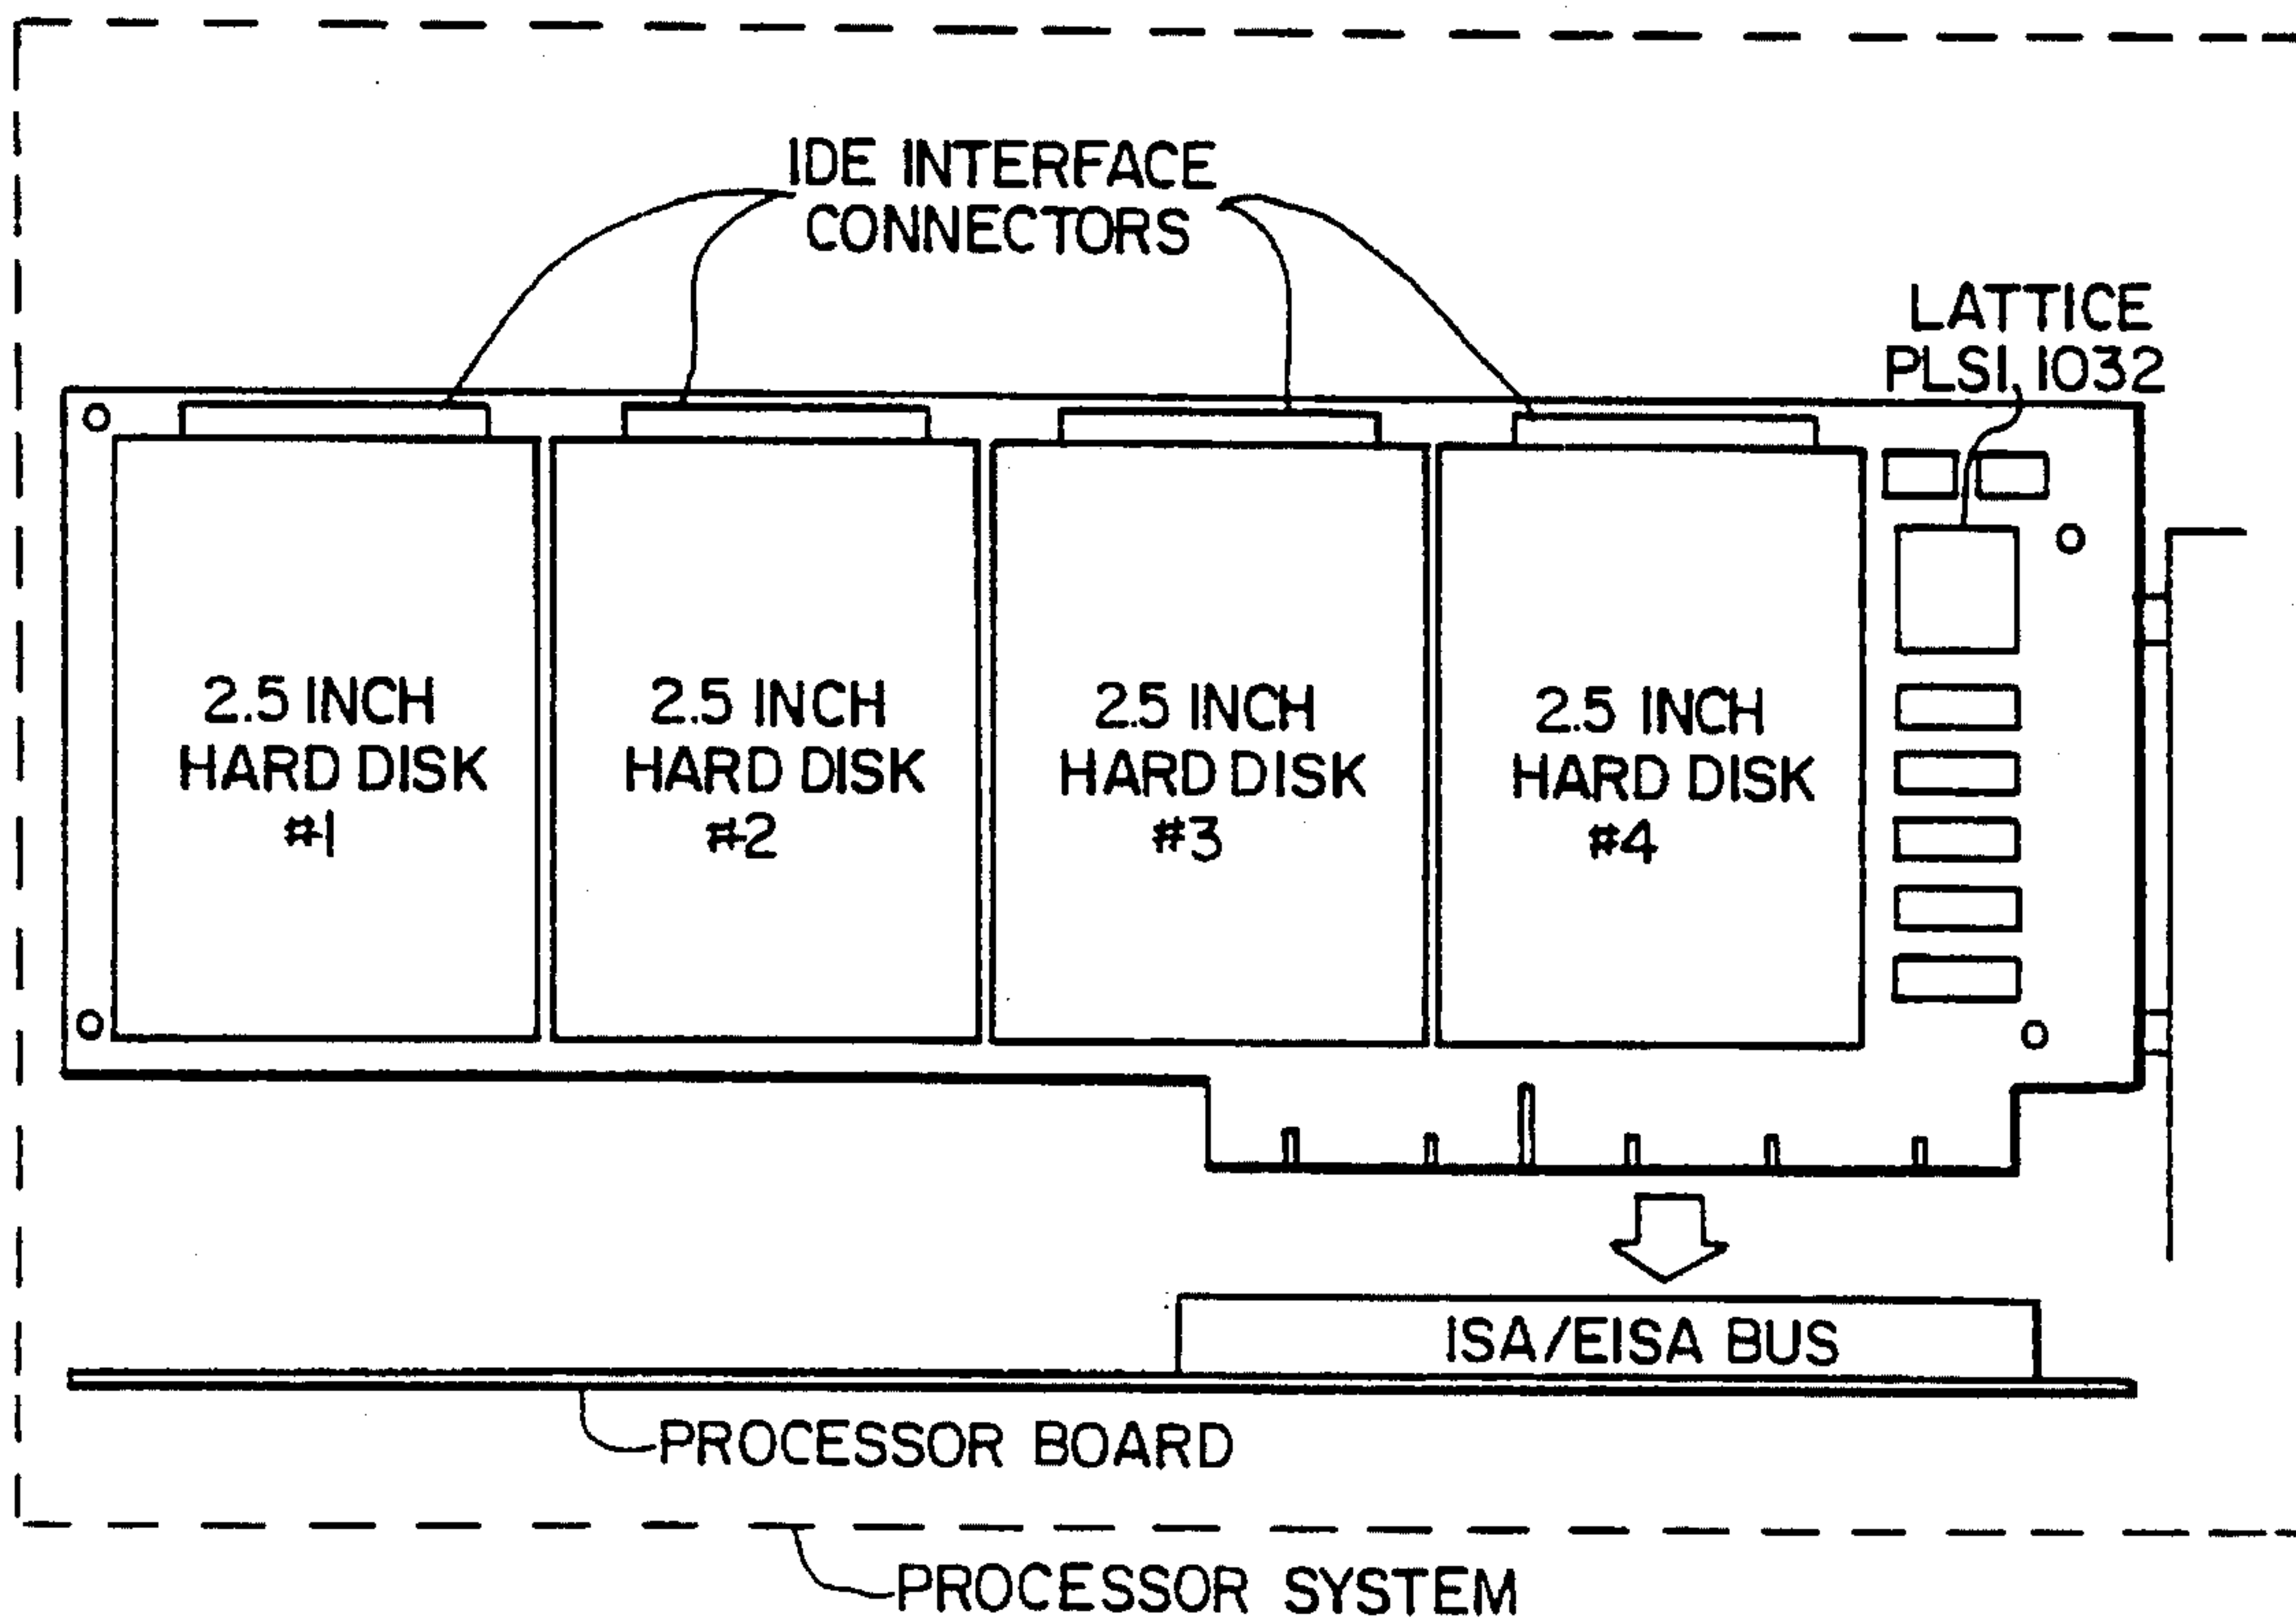 IDE INTERFACE
CONNECTORS
LATTICE
PLSI 1032
2.5 INCH
HARD DISK
#1
2.5 INCH
HARD DISK
#2
2.5 INCH
HARD DISK
#3
2.5 INCH
HARD DISK
#4
ISA/EISA BUS
PROCESSOR BOARD
PROCESSOR SYSTEM